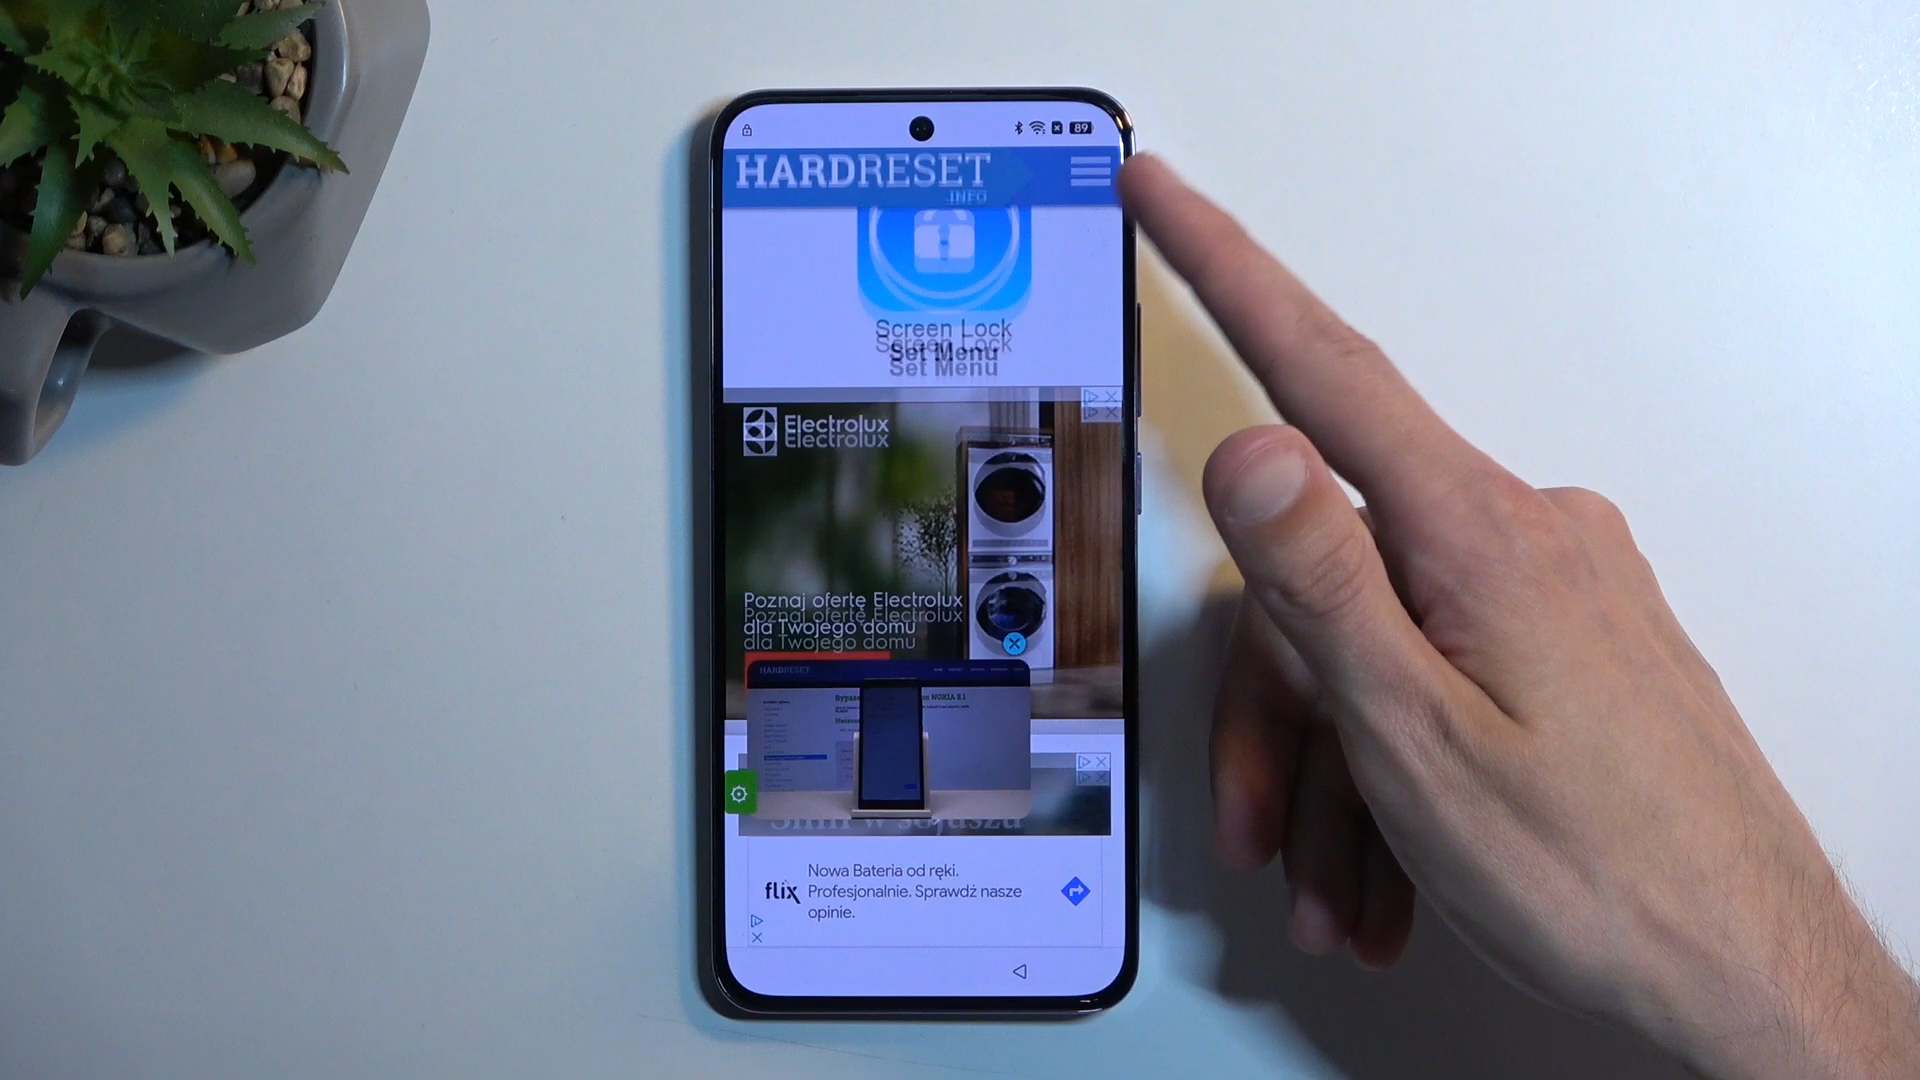 89
HARDRESET
.INFO
Screen Lock
Screen Lock
Set Menu
Set Menu
Electrolux
Electrolux
Poznaj ofertę Electrolux
Poznaj ofertę Electrolux
dla Twojego domu
dla Twojego domu
HARDRESET
NOKIA 8.1
flix
Nowa Bateria od ręki.
Profesjonalnie. Sprawdź nasze
opinie.